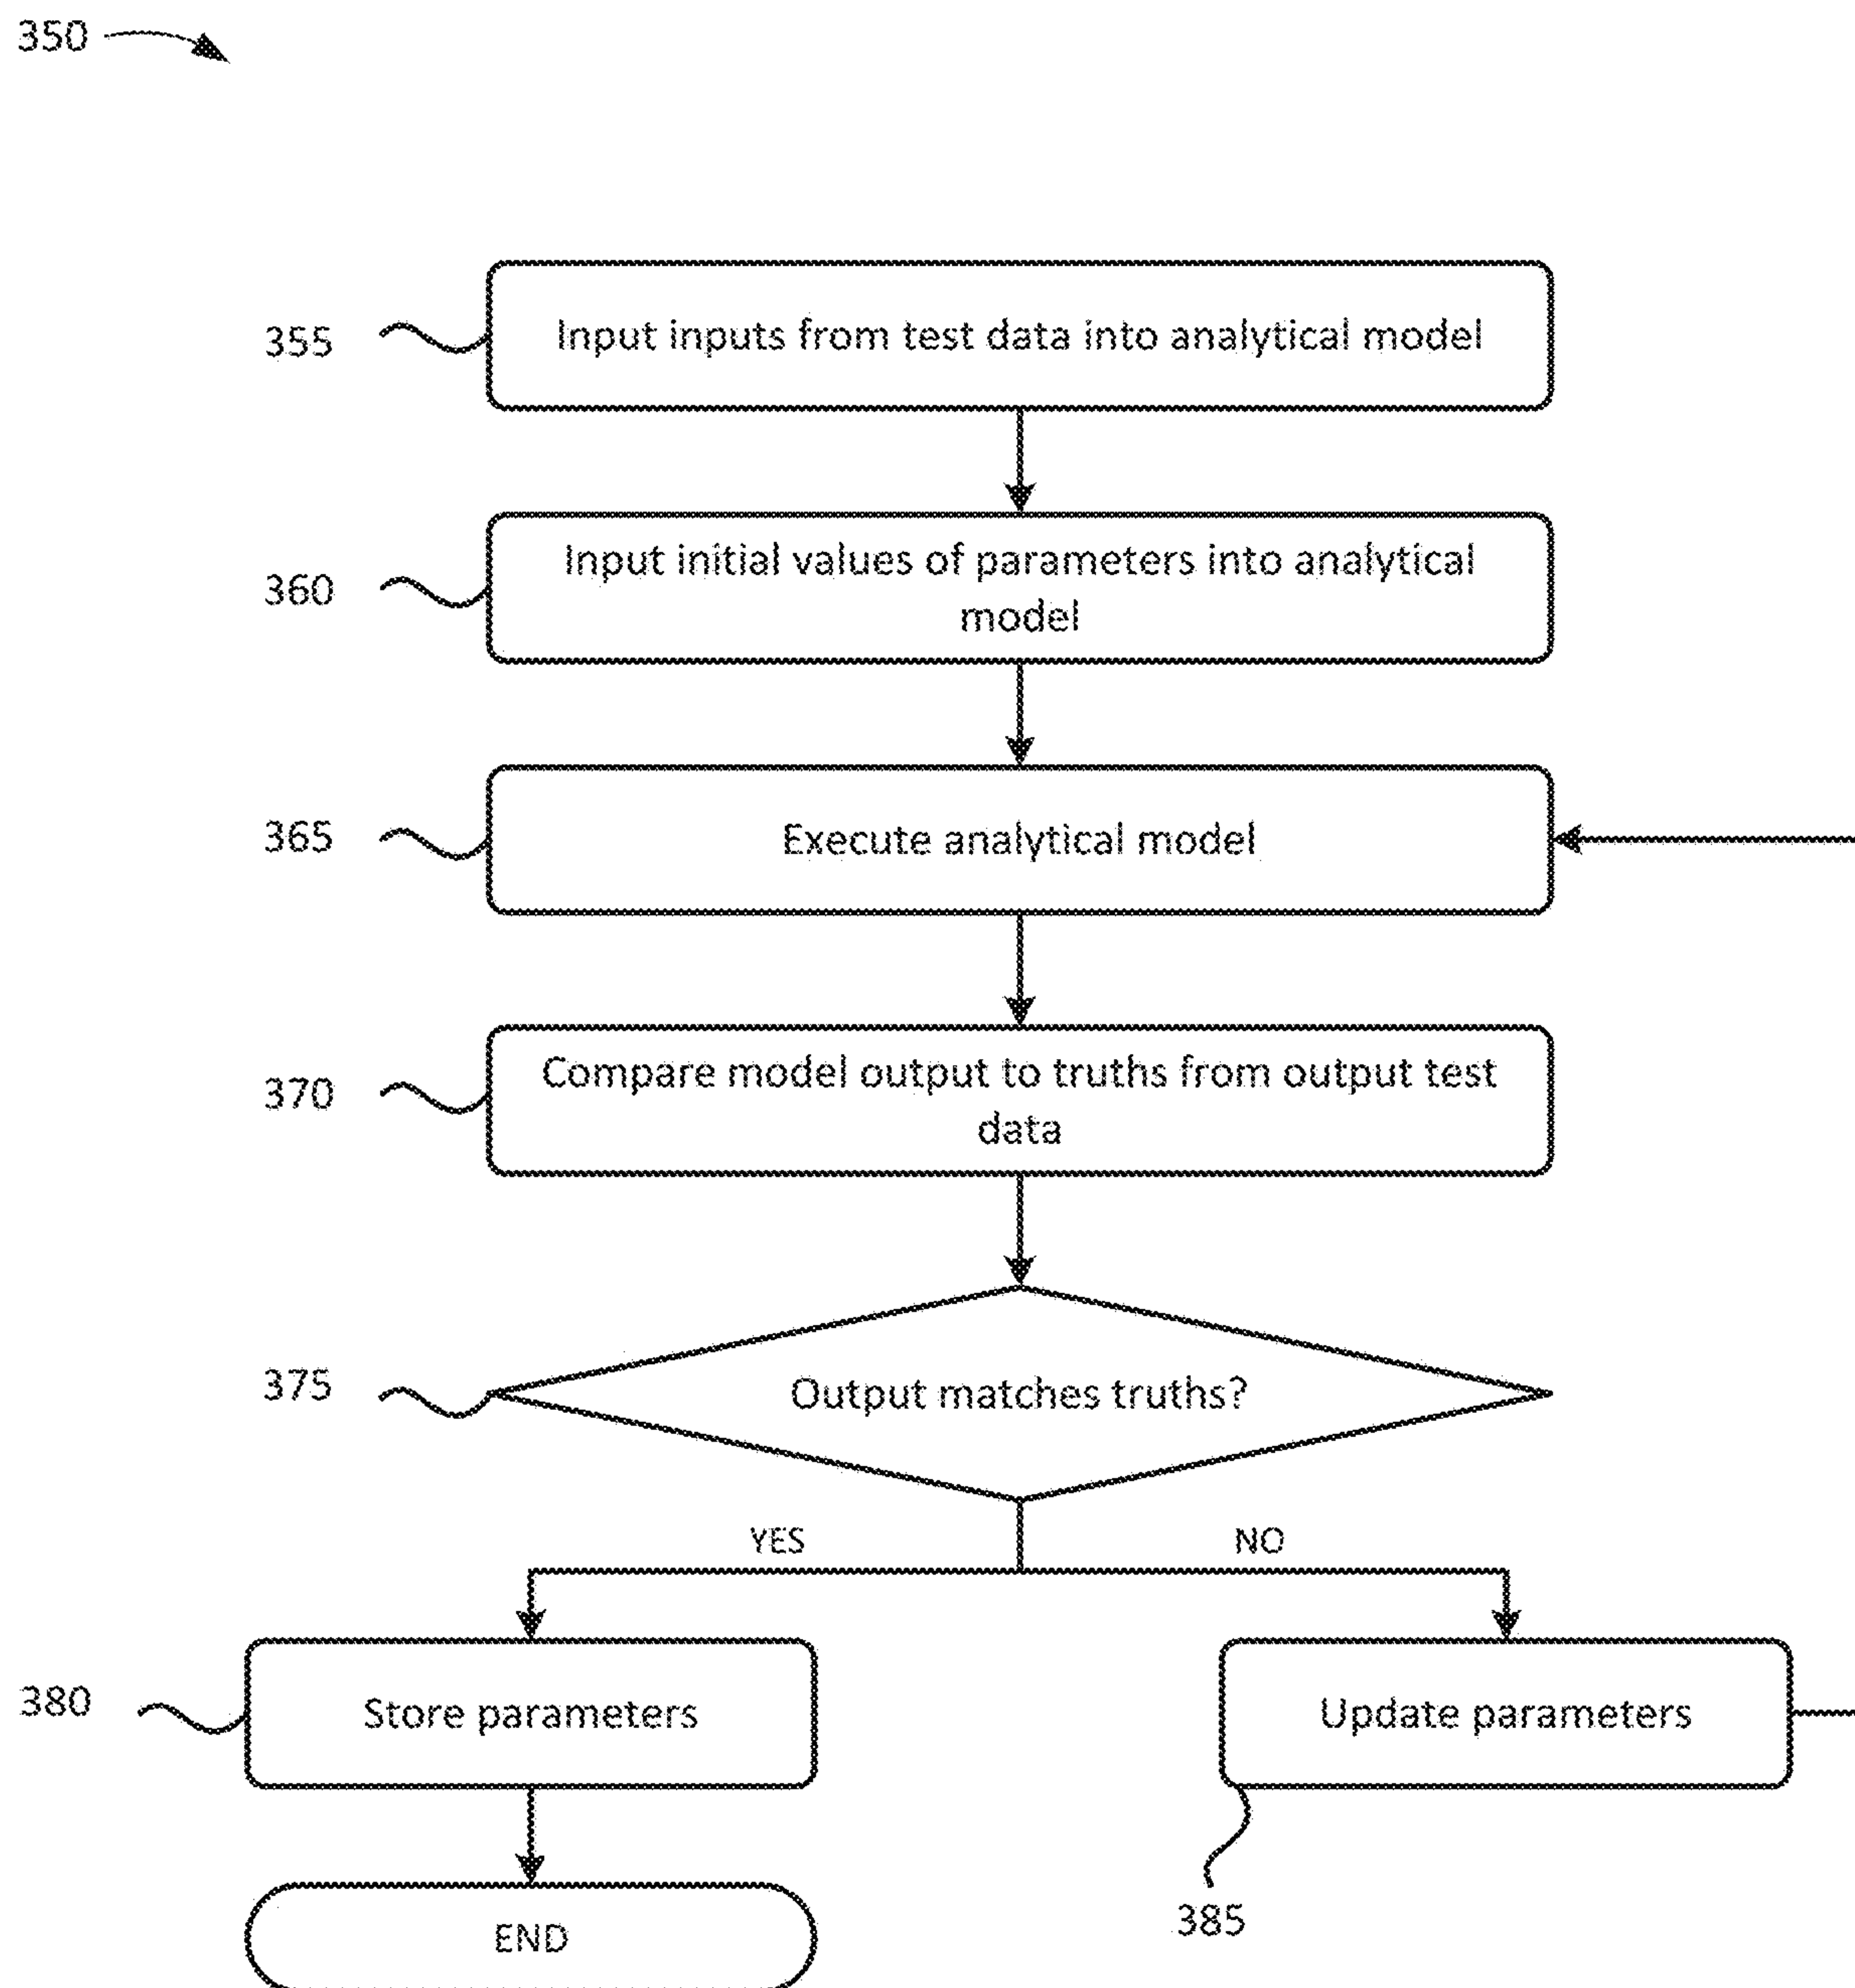 350
355
Input inputs from test data into analytical model
360
Input initial values of parameters into analytical
model
365
Execute analytical model
370
Compare model output to truths from output test
data
375
Output matches truths?
YES
NO
380
Store parameters
Update parameters
385
END